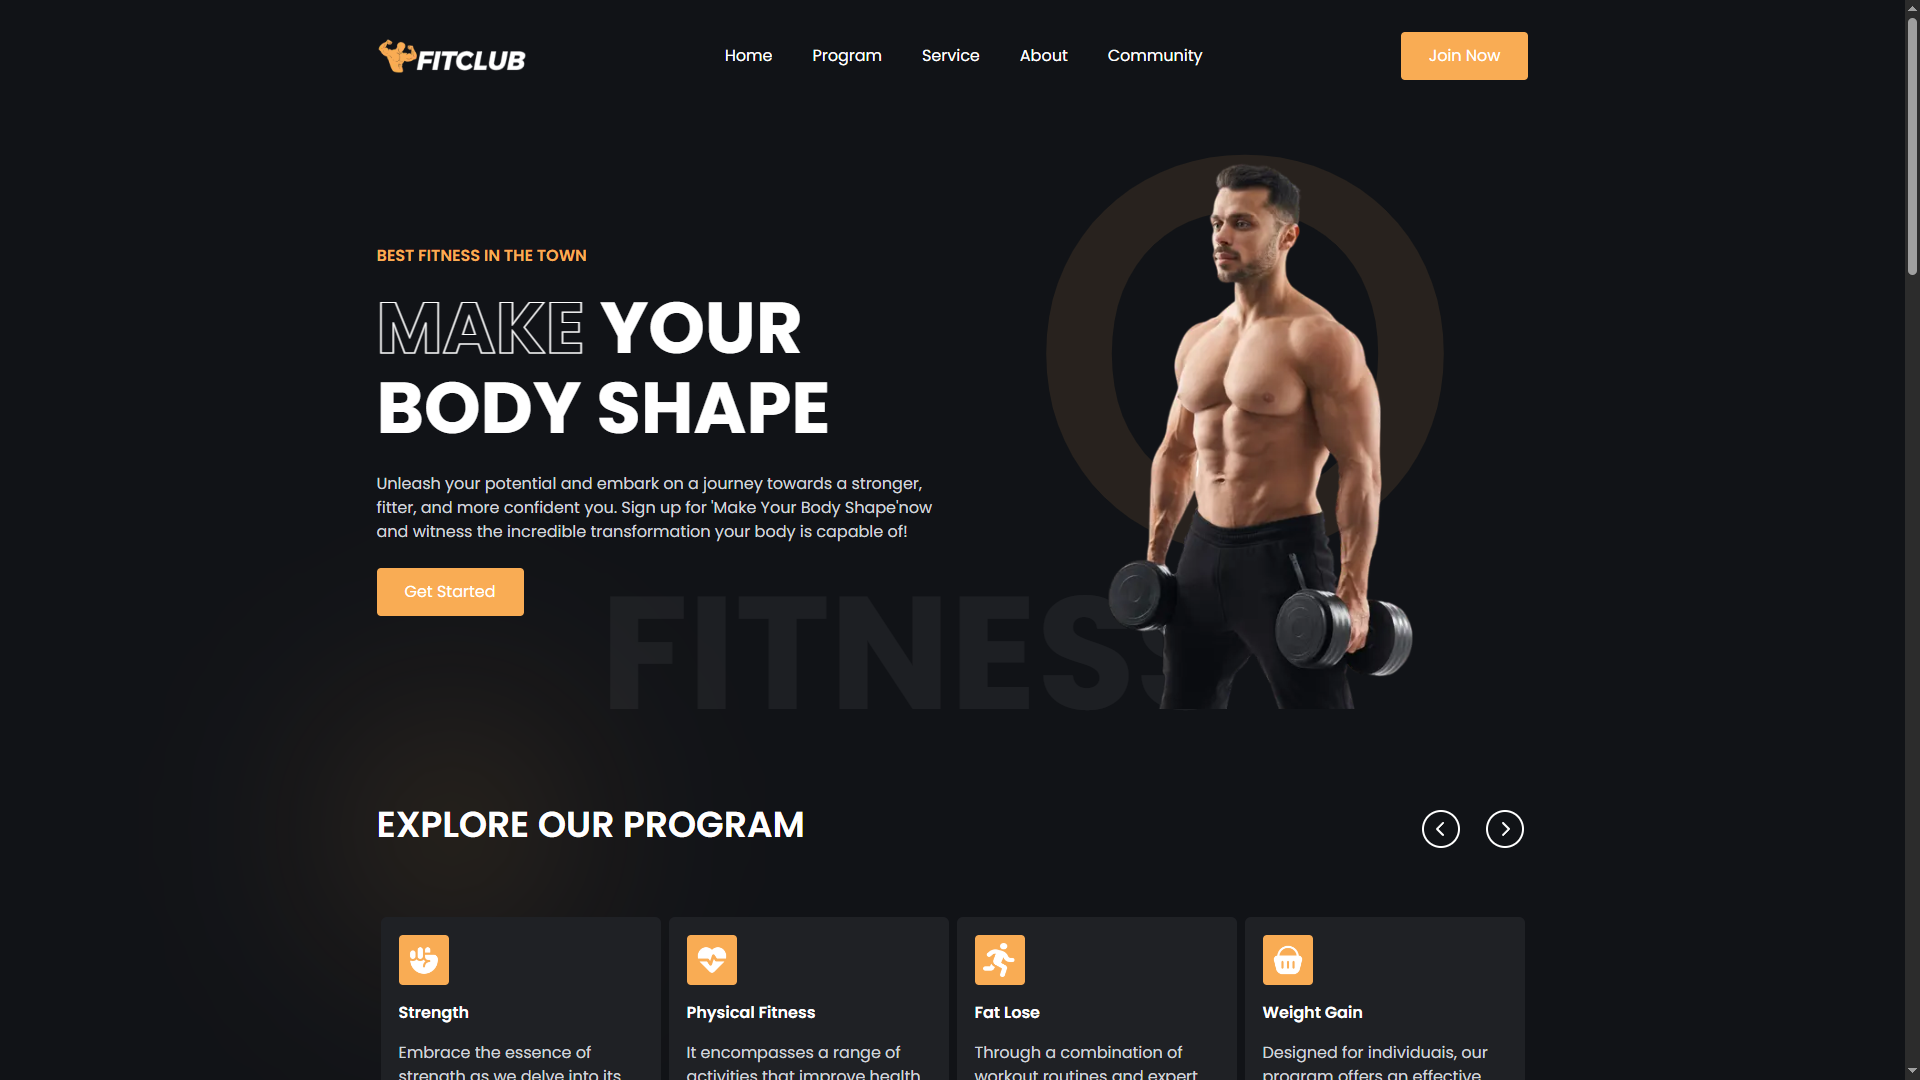 FITCLUB
Home
Program
Service
About
Community
Join Now
BEST FITNESS IN THE TOWN
MAKE YOUR
BODY SHAPE
Unleash your potential and embark on a journey towards a stronger,
fitter, and more confident you. Sign up for 'Make Your Body Shape'now
and witness the incredible transformation your body is capable of!
Get Started
FITNESS
EXPLORE OUR PROGRAM
Strength
Embrace the essence of
strength as we delve into its
Physical Fitness
It encompasses a range of
activities that improve health
Fat Lose
Through a combination of
workout routines and expert
Weight Gain
Designed for individuais, our
program offers an effective